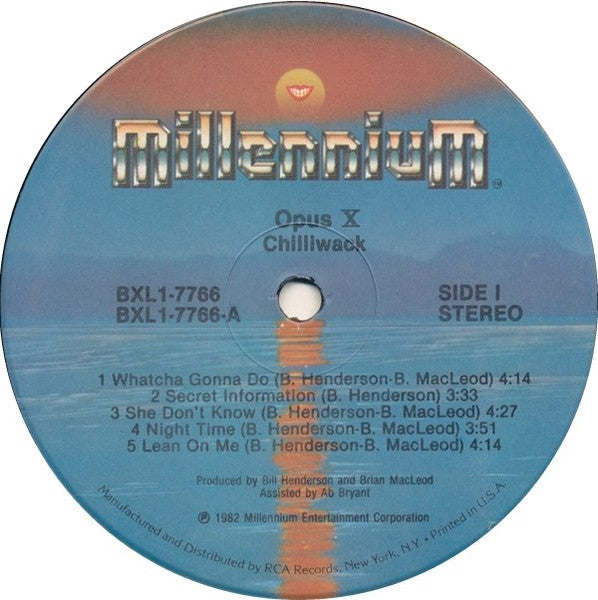 Millennium
TM
Opus X
Chilliwack
BXL1-7766
BXL1-7766-A
SIDE I
STEREO
1 Whatcha Gonna Do (B. Henderson-B. MacLeod) 4:14
2 Secret Information (B. Henderson) 3:33
3 She Don't Know (B. Henderson-B. MacLeod) 4:27
4 Night Time (B. Henderson-B. MacLeod) 3:51
5 Lean On Me (B. Henderson-B. MacLeod) 4:14
Produced by Bill Henderson and Brian MacLeod
Assisted by Ab Bryant
℗ 1982 Millennium Entertainment Corporation
Manufactured and Distributed by RCA Records, New York, N.Y. • Printed in U.S.A.